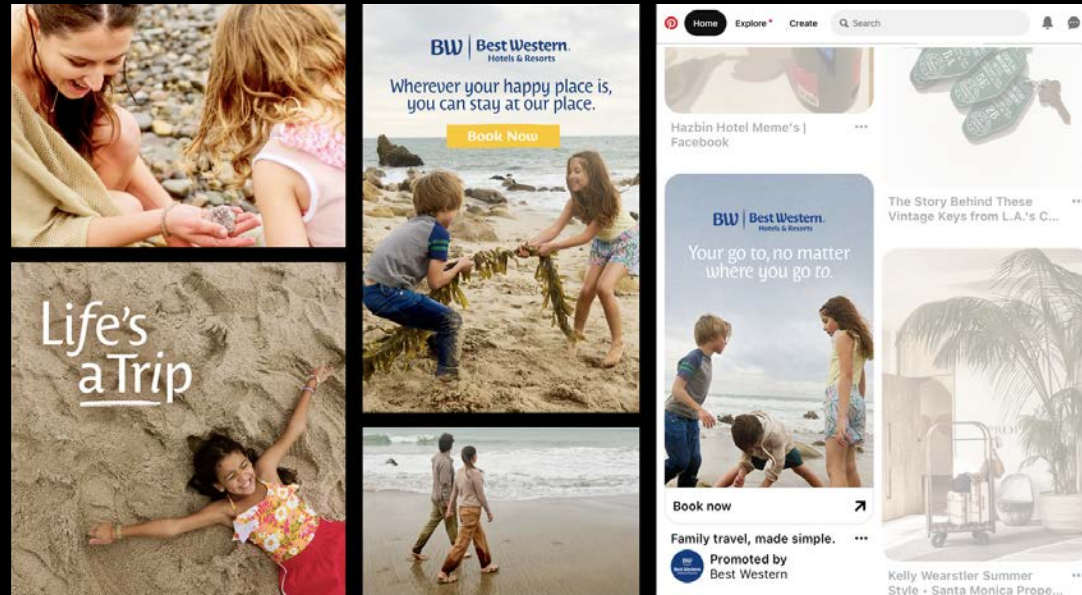 Life's
a Trip
BW | Best Western.
Hotels & Resorts
Wherever your happy place is,
you can stay at our place.
Book Now
Home Explore Create Search
Hazbin Hotel Meme's |
Facebook
BW | Best Western.
Hotels & Resorts
Your go to, no matter
where you go to.
Book now
Family travel, made simple.
Promoted by
Best Western
The Story Behind These
Vintage Keys from L.A.'s C...
Kelly Wearstler Summer
Style • Santa Monica Prope...